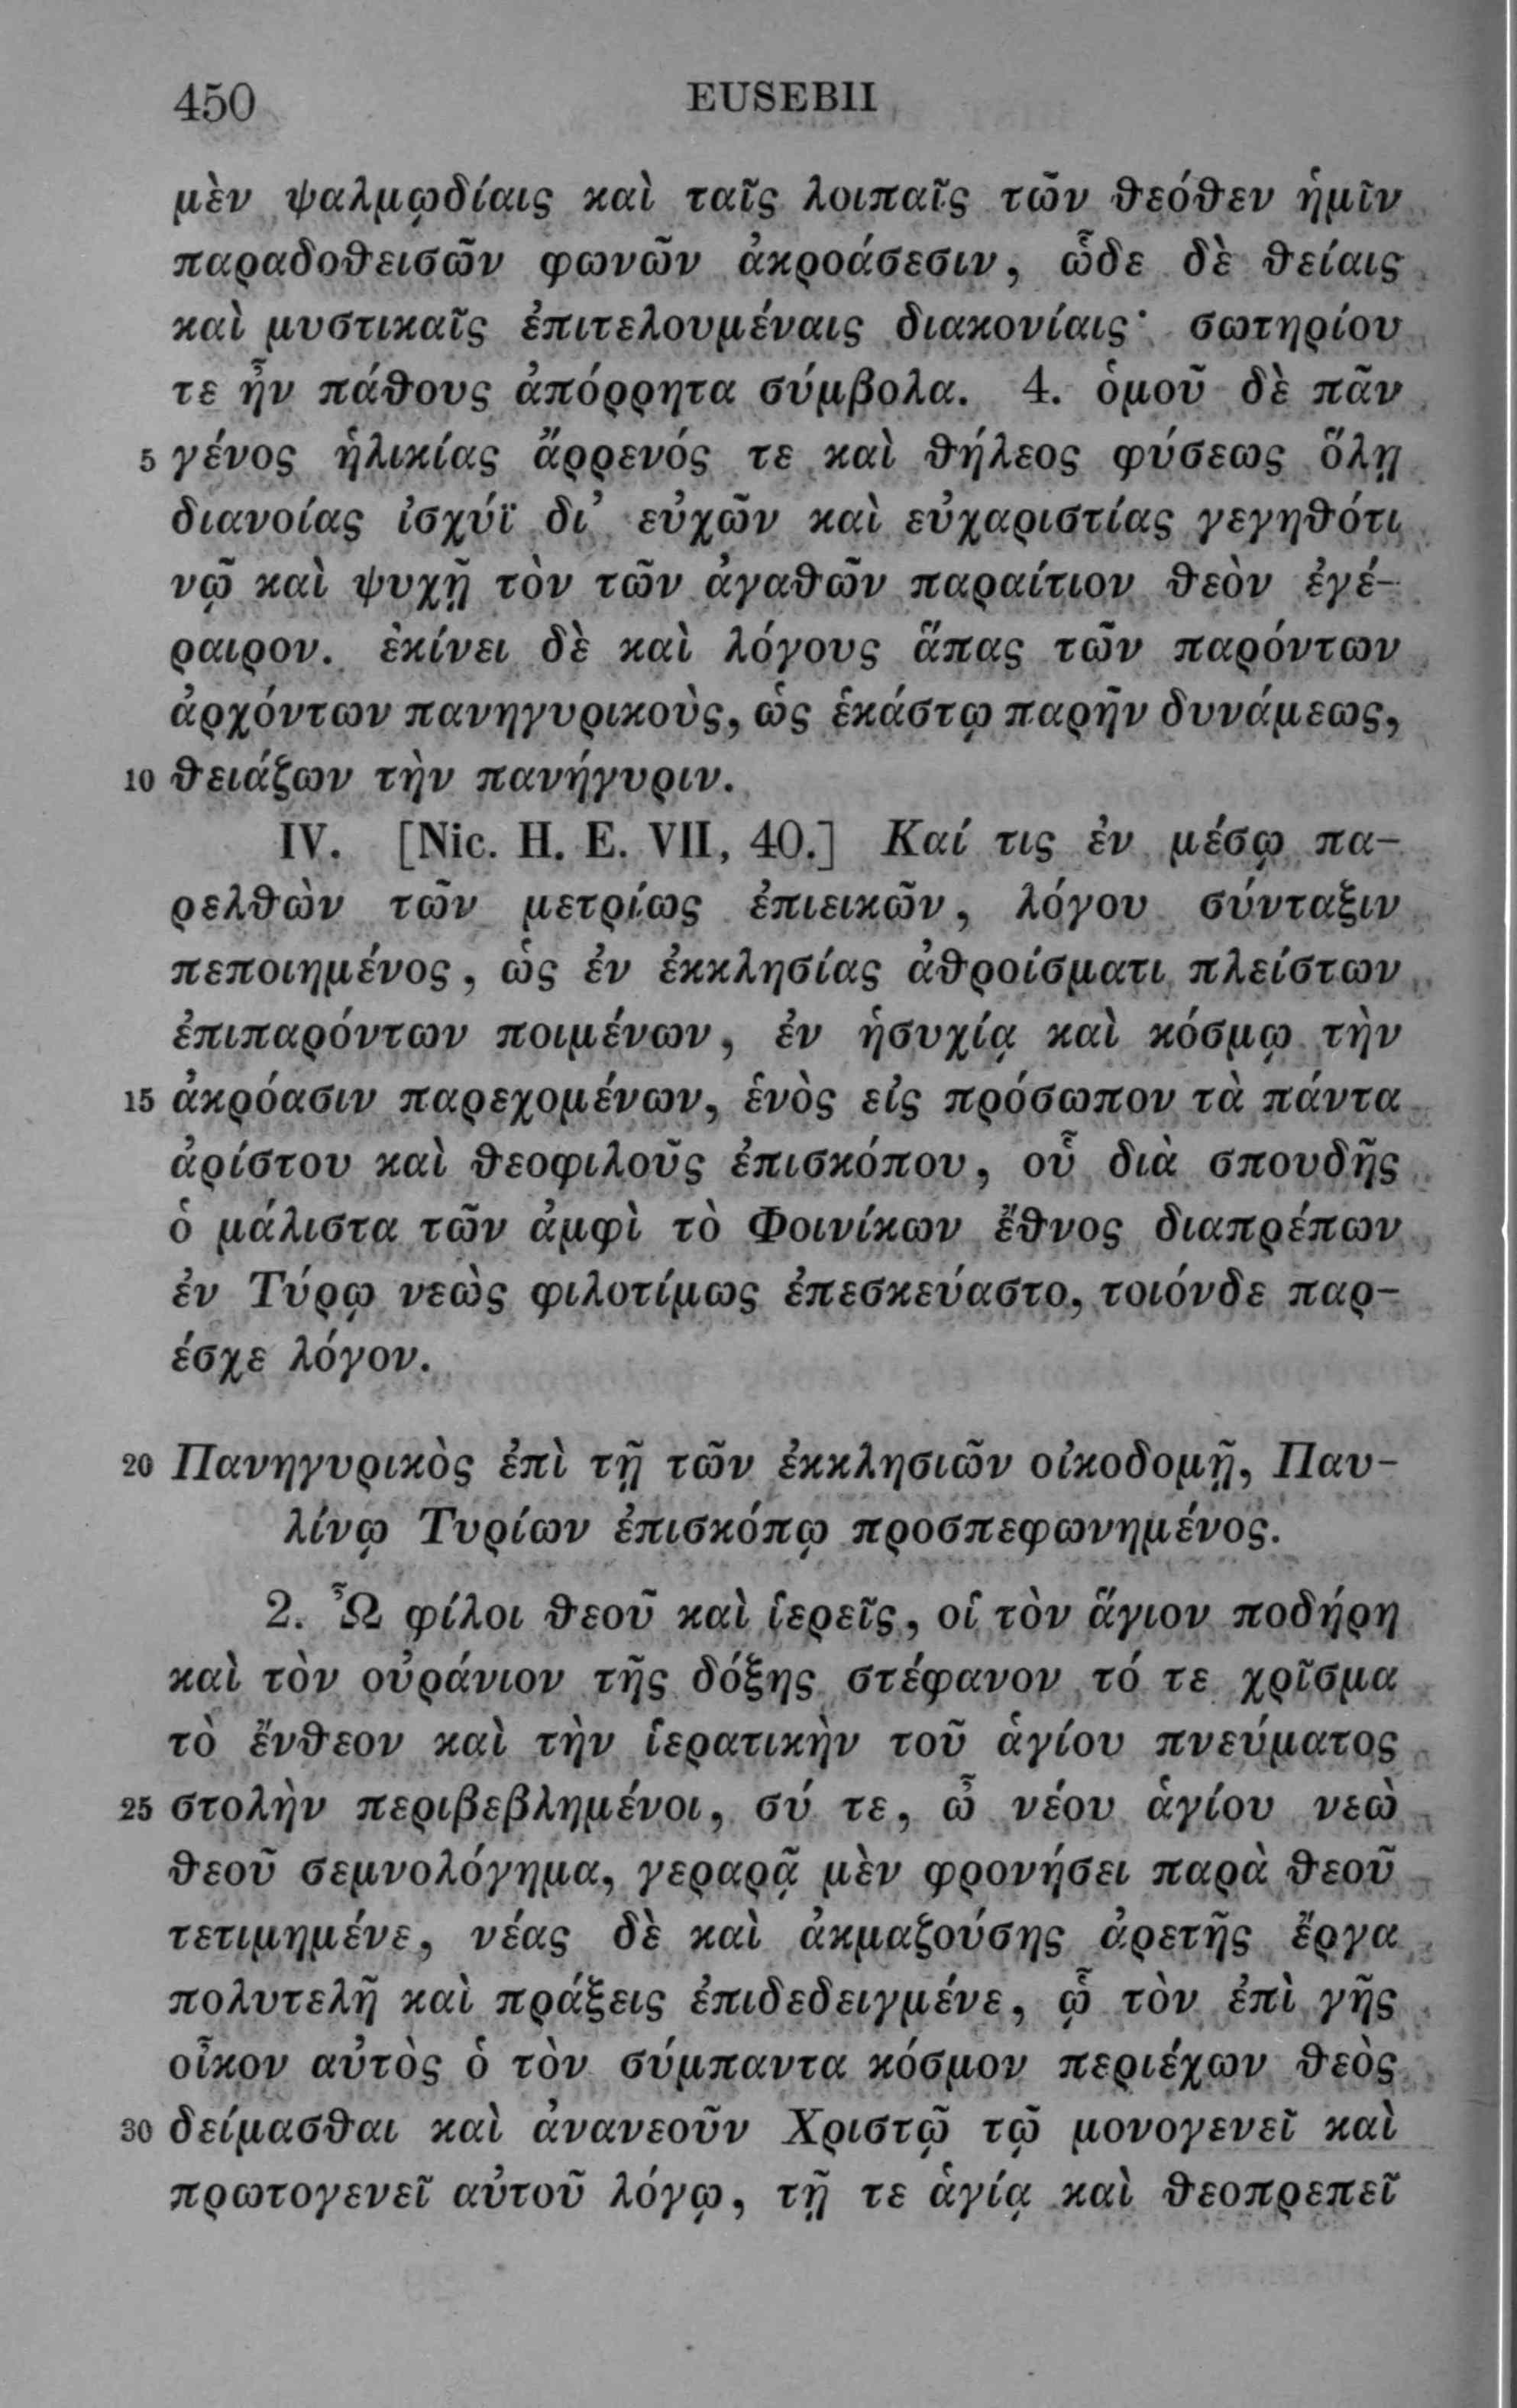 450 EUSEBII
μὲν ψαλμῳδίαις καὶ ταῖς λοιπαῖς τῶν θεόθεν ἡμῖν
παραδοθεισῶν φωνῶν ἀκροάσεσιν, ὧδε δὲ θείαις
καὶ μυστικαῖς ἐπιτελουμέναις διακονίαις· σωτηρίου
τε ἦν πάθους ἀπόρρητα σύμβολα. 4. ὁμοῦ δὲ πᾶν
5 γένος ἡλικίας ἄρρενός τε καὶ θήλεος φύσεως ὅλῃ
διανοίας ἰσχύϊ δι’ εὐχῶν καὶ εὐχαριστίας γεγηθότι
νῷ καὶ ψυχῇ τὸν τῶν ἀγαθῶν παραίτιον θεὸν ἐγέ-
ραιρον. ἐκίνει δὲ καὶ λόγους ἅπας τῶν παρόντων
ἀρχόντων πανηγυρικοὺς, ὡς ἑκάστῳ παρῆν δυνάμεως,
10 θειάζων τὴν πανήγυριν.
IV. [Nic. H. E. VII, 40.] Καί τις ἐν μέσῳ πα-
ρελθὼν τῶν μετρίως ἐπιεικῶν, λόγου σύνταξιν
πεποιημένος, ὡς ἐν ἐκκλησίας ἀθροίσματι πλείστων
ἐπιπαρόντων ποιμένων, ἐν ἡσυχίᾳ καὶ κόσμῳ τὴν
15 ἀκρόασιν παρεχομένων, ἑνὸς εἰς πρόσωπον τὰ πάντα
ἀρίστου καὶ θεοφιλοῦς ἐπισκόπου, οὗ διὰ σπουδῆς
ὁ μάλιστα τῶν ἀμφὶ τὸ Φοινίκων ἔθνος διαπρέπων
ἐν Τύρῳ νεὼς φιλοτίμως ἐπεσκεύαστο, τοιόνδε παρ-
έσχε λόγον.
20 Πανηγυρικὸς ἐπὶ τῇ τῶν ἐκκλησιῶν οἰκοδομῇ, Παυ-
λίνῳ Τυρίων ἐπισκόπῳ προσπεφωνημένος.
2. Ὦ φίλοι θεοῦ καὶ ἱερεῖς, οἱ τὸν ἅγιον ποδήρη
καὶ τὸν οὐράνιον τῆς δόξης στέφανον τό τε χρῖσμα
τὸ ἔνθεον καὶ τὴν ἱερατικὴν τοῦ ἁγίου πνεύματος
25 στολὴν περιβεβλημένοι, σύ τε, ὦ νέου ἁγίου νεὼ
θεοῦ σεμνολόγημα, γεραρᾷ μὲν φρονήσει παρὰ θεοῦ
τετιμημένε, νέας δὲ καὶ ἀκμαζούσης ἀρετῆς ἔργα
πολυτελῆ καὶ πράξεις ἐπιδεδειγμένε, ᾧ τὸν ἐπὶ γῆς
οἶκον αὐτὸς ὁ τὸν σύμπαντα κόσμον περιέχων θεὸς
30 δείμασθαι καὶ ἀνανεοῦν Χριστῷ τῷ μονογενεῖ καὶ
πρωτογενεῖ αὐτοῦ λόγῳ, τῇ τε ἁγίᾳ καὶ θεοπρεπεῖ